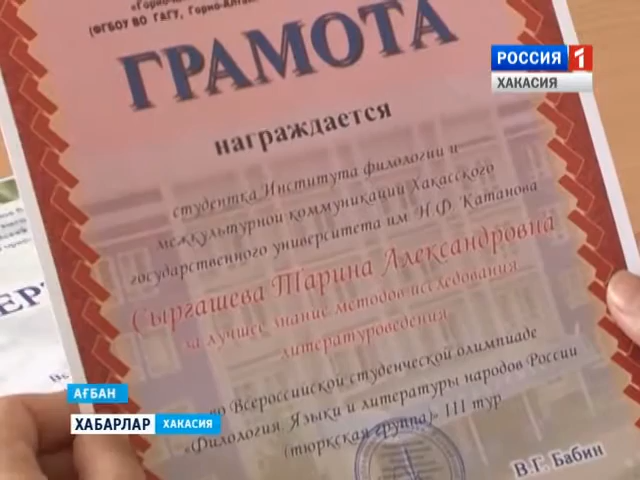 (ФГБОУ ВО ГАГУ, Горно-Алтай
ГРАМОТА
награждается
студентка Института филологии и
межкультурной коммуникации Хакасского
государственного университета им Н.Ф. Катанова
Сыргашева Тарина Александровна
за лучшее знание методов исследования
литературоведения
во Всероссийской студенческой олимпиаде
«Филология. Языки и литературы народов России
(тюркская группа)» III тур
В.Г. Бабин
РОССИЯ 1
ХАКАСИЯ
АҒБАН
ХАБАРЛАР ХАКАСИЯ